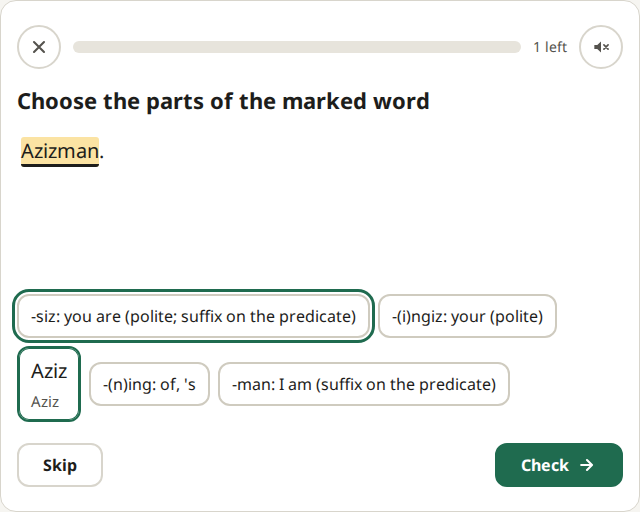 1 left
Choose the parts of the marked word
Azizman.
-siz: you are (polite; suffix on the predicate)
-(i)ngiz: your (polite)
Aziz
Aziz
-(n)ing: of, 's
-man: I am (suffix on the predicate)
Skip
Check